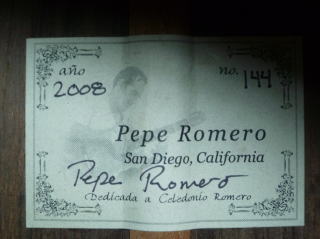 año no. 144
2008
Pepe Romero
San Diego, California
Pepe Romero
Dedicada a Celedonio Romero